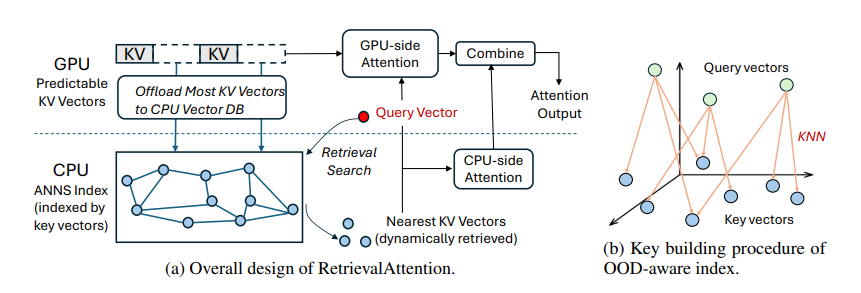 GPU
Predictable
KV Vectors
KV
KV
Offload Most KV Vectors
to CPU Vector DB
GPU-side
Attention
Combine
Attention
Output
Query Vector
CPU
ANNS Index
(indexed by
key vectors)
Retrieval
Search
CPU-side
Attention
Nearest KV Vectors
(dynamically retrieved)
(a) Overall design of RetrievalAttention.
Query vectors
KNN
Key vectors
(b) Key building procedure of
OOD-aware index.